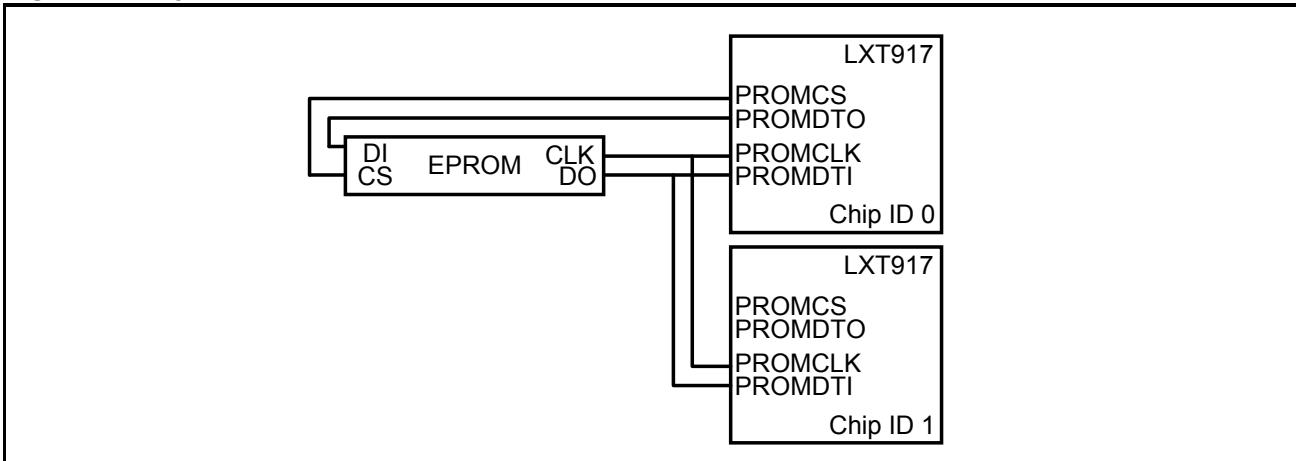 LXT917
PROMCS
PROMDTO
DI EPROM CLK
CS DO
PROMCLK
PROMDTI
Chip ID 0
LXT917
PROMCS
PROMDTO
PROMCLK
PROMDTI
Chip ID 1